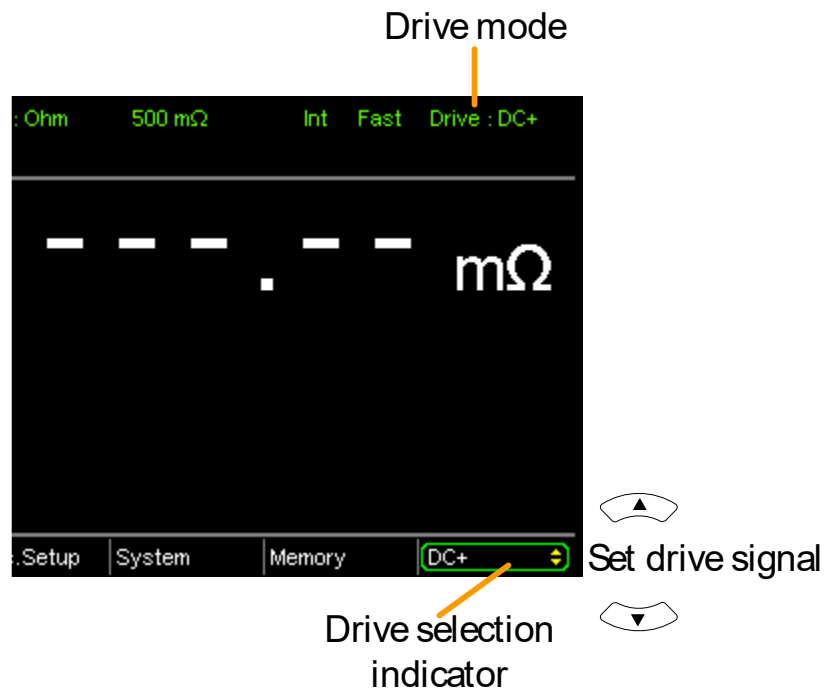 Drive mode
: Ohm 500 mΩ Int Fast Drive : DC+
---.-- mΩ
.Setup System Memory DC+
Set drive signal
Drive selection
indicator